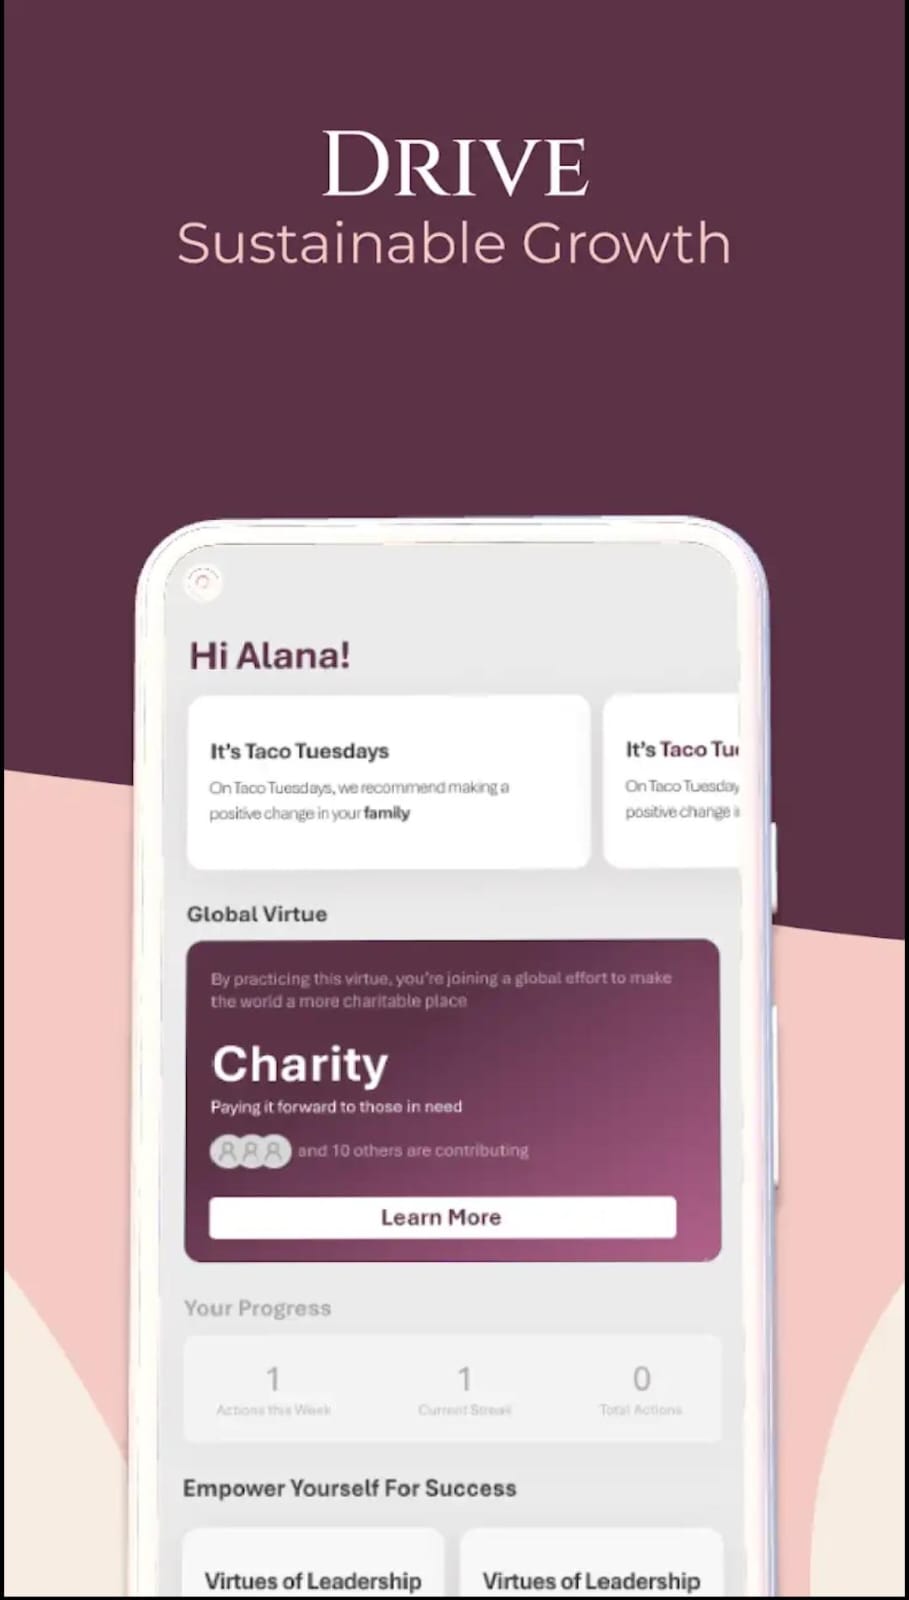 DRIVE
Sustainable Growth
Hi Alana!
It's Taco Tuesdays
On Taco Tuesdays, we recommend making a
positive change in your family
It's Taco Tu
On Taco Tuesday
positive change i
Global Virtue
By practicing this virtue, you're joining a global effort to make
the world a more charitable place
Charity
Paying it forward to those in need
and 10 others are contributing
Learn More
Your Progress
1
1
0
Actions this Week
Current Streak
Total Actions
Empower Yourself For Success
Virtues of Leadership
Virtues of Leadership